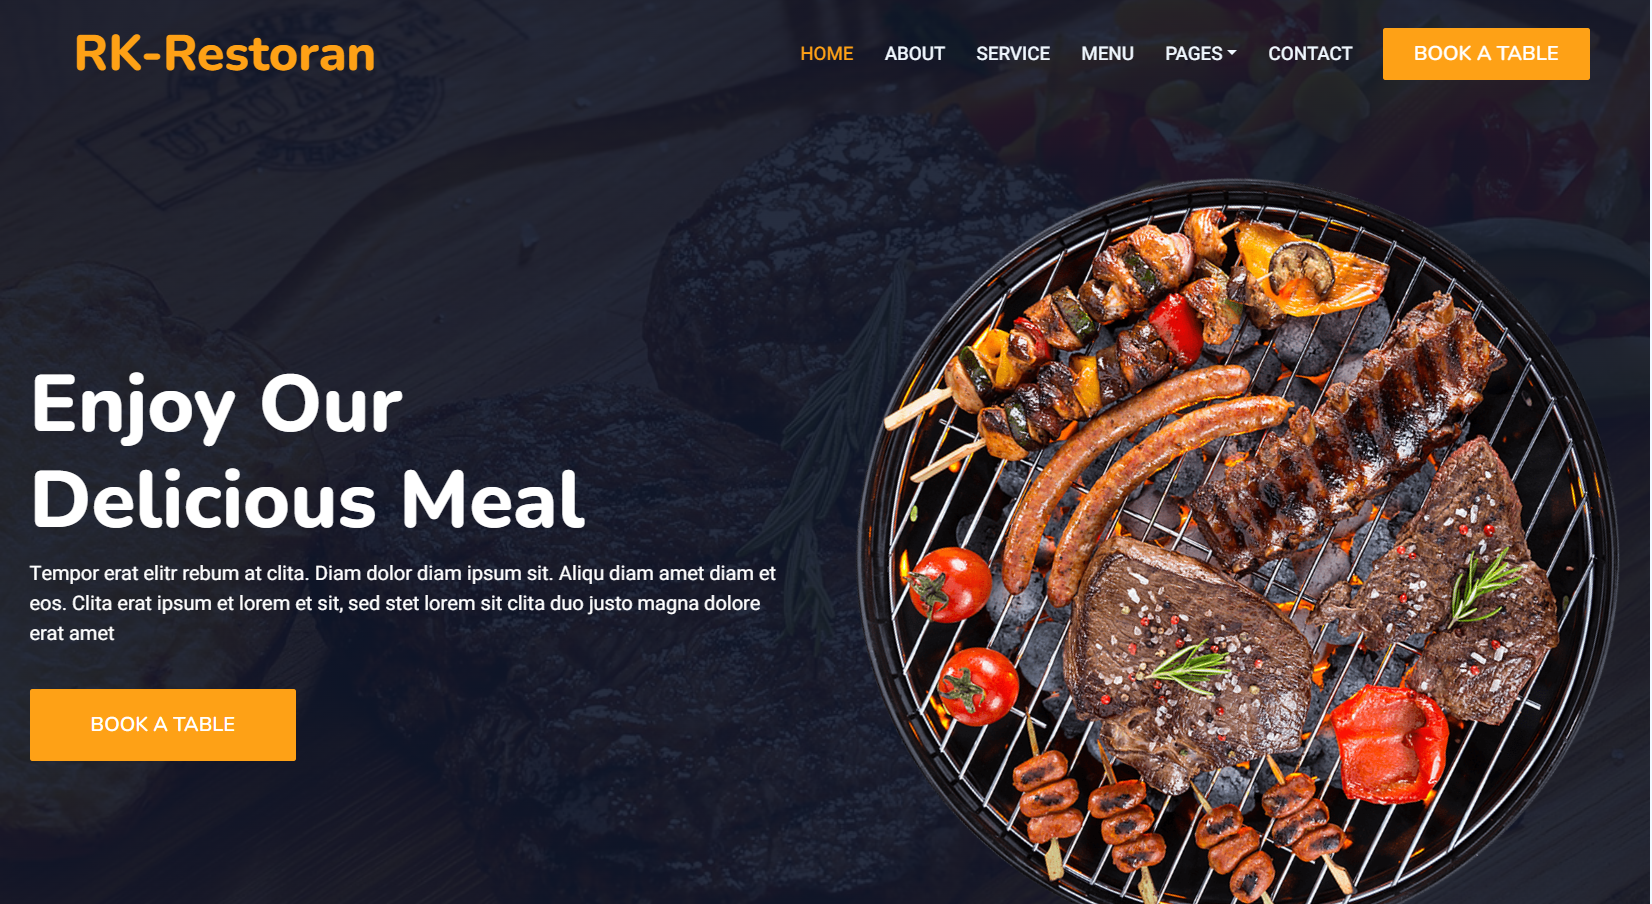 RK-Restoran
HOME ABOUT SERVICE MENU PAGES CONTACT BOOK A TABLE
Enjoy Our
Delicious Meal
Tempor erat elitr rebum at clita. Diam dolor diam ipsum sit. Aliqu diam amet diam et
eos. Clita erat ipsum et lorem et sit, sed stet lorem sit clita duo justo magna dolore
erat amet
BOOK A TABLE